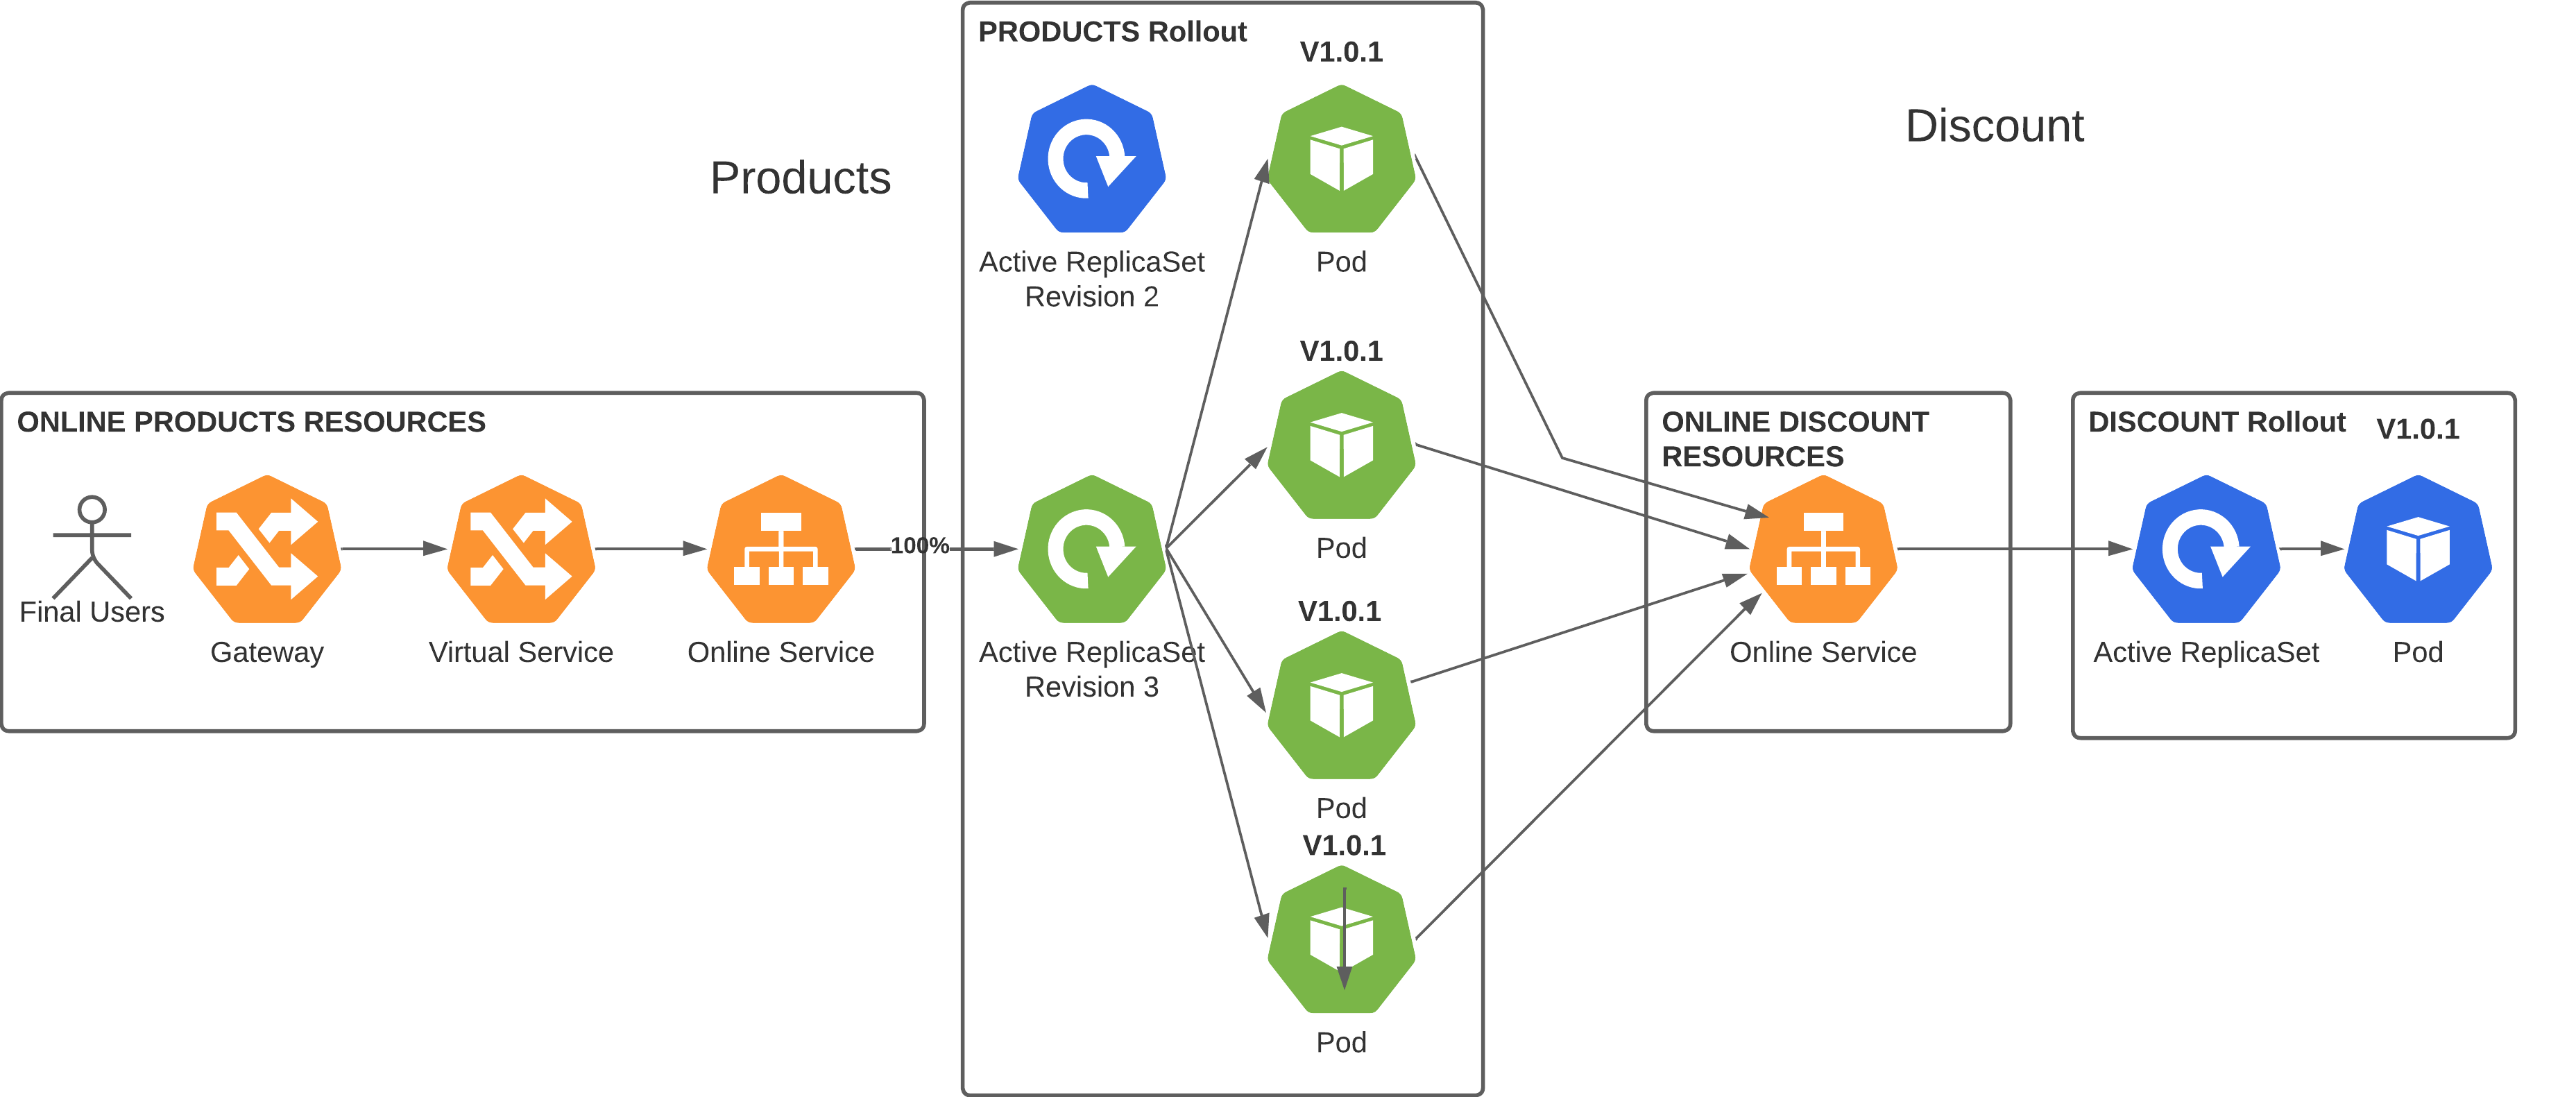 Products
Discount
ONLINE PRODUCTS RESOURCES
Final Users
Gateway
Virtual Service
Online Service
100%
PRODUCTS Rollout
Active ReplicaSet
Revision 2
Active ReplicaSet
Revision 3
V1.0.1
Pod
V1.0.1
Pod
V1.0.1
Pod
V1.0.1
Pod
ONLINE DISCOUNT
RESOURCES
Online Service
DISCOUNT Rollout
V1.0.1
Active ReplicaSet
Pod